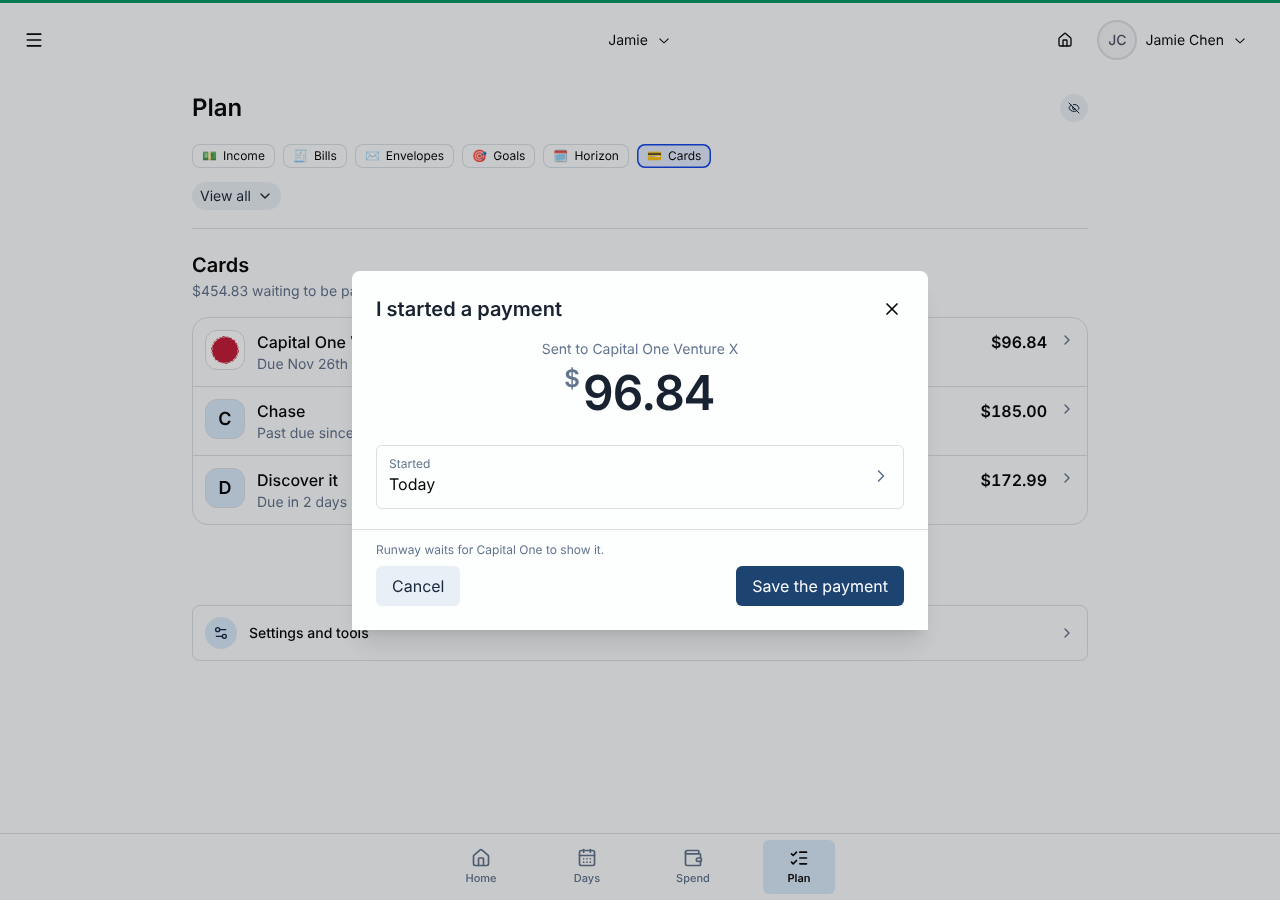 Jamie
JC
Jamie Chen
Plan
Income
Bills
Envelopes
Goals
Horizon
Cards
View all
Cards
$454.83 waiting to be
Capital One
Due Nov 26th
$96.84
C
Chase
Past due since
$185.00
D
Discover it
Due in 2 days
$172.99
I started a payment
Sent to Capital One Venture X
$96.84
Started
Today
Runway waits for Capital One to show it.
Cancel
Save the payment
Settings and tools
Home
Days
Spend
Plan